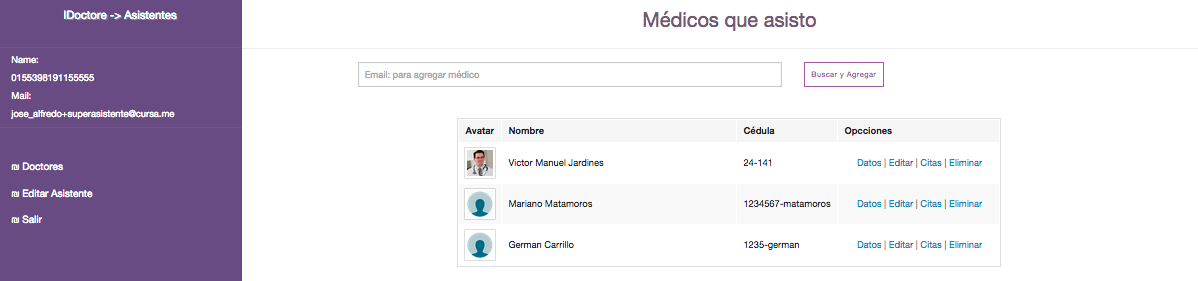 IDoctore -> Asistentes
Name:
0155398191155555
Mail:
jose_alfredo+superasistente@cursa.me
₪ Doctores
₪ Editar Asistente
₪ Salir
Médicos que asisto
Email: para agregar médico
Buscar y Agregar
Avatar Nombre Cédula Opcciones
Victor Manuel Jardines 24-141 Datos | Editar | Citas | Eliminar
Mariano Matamoros 1234567-matamoros Datos | Editar | Citas | Eliminar
German Carrillo 1235-german Datos | Editar | Citas | Eliminar